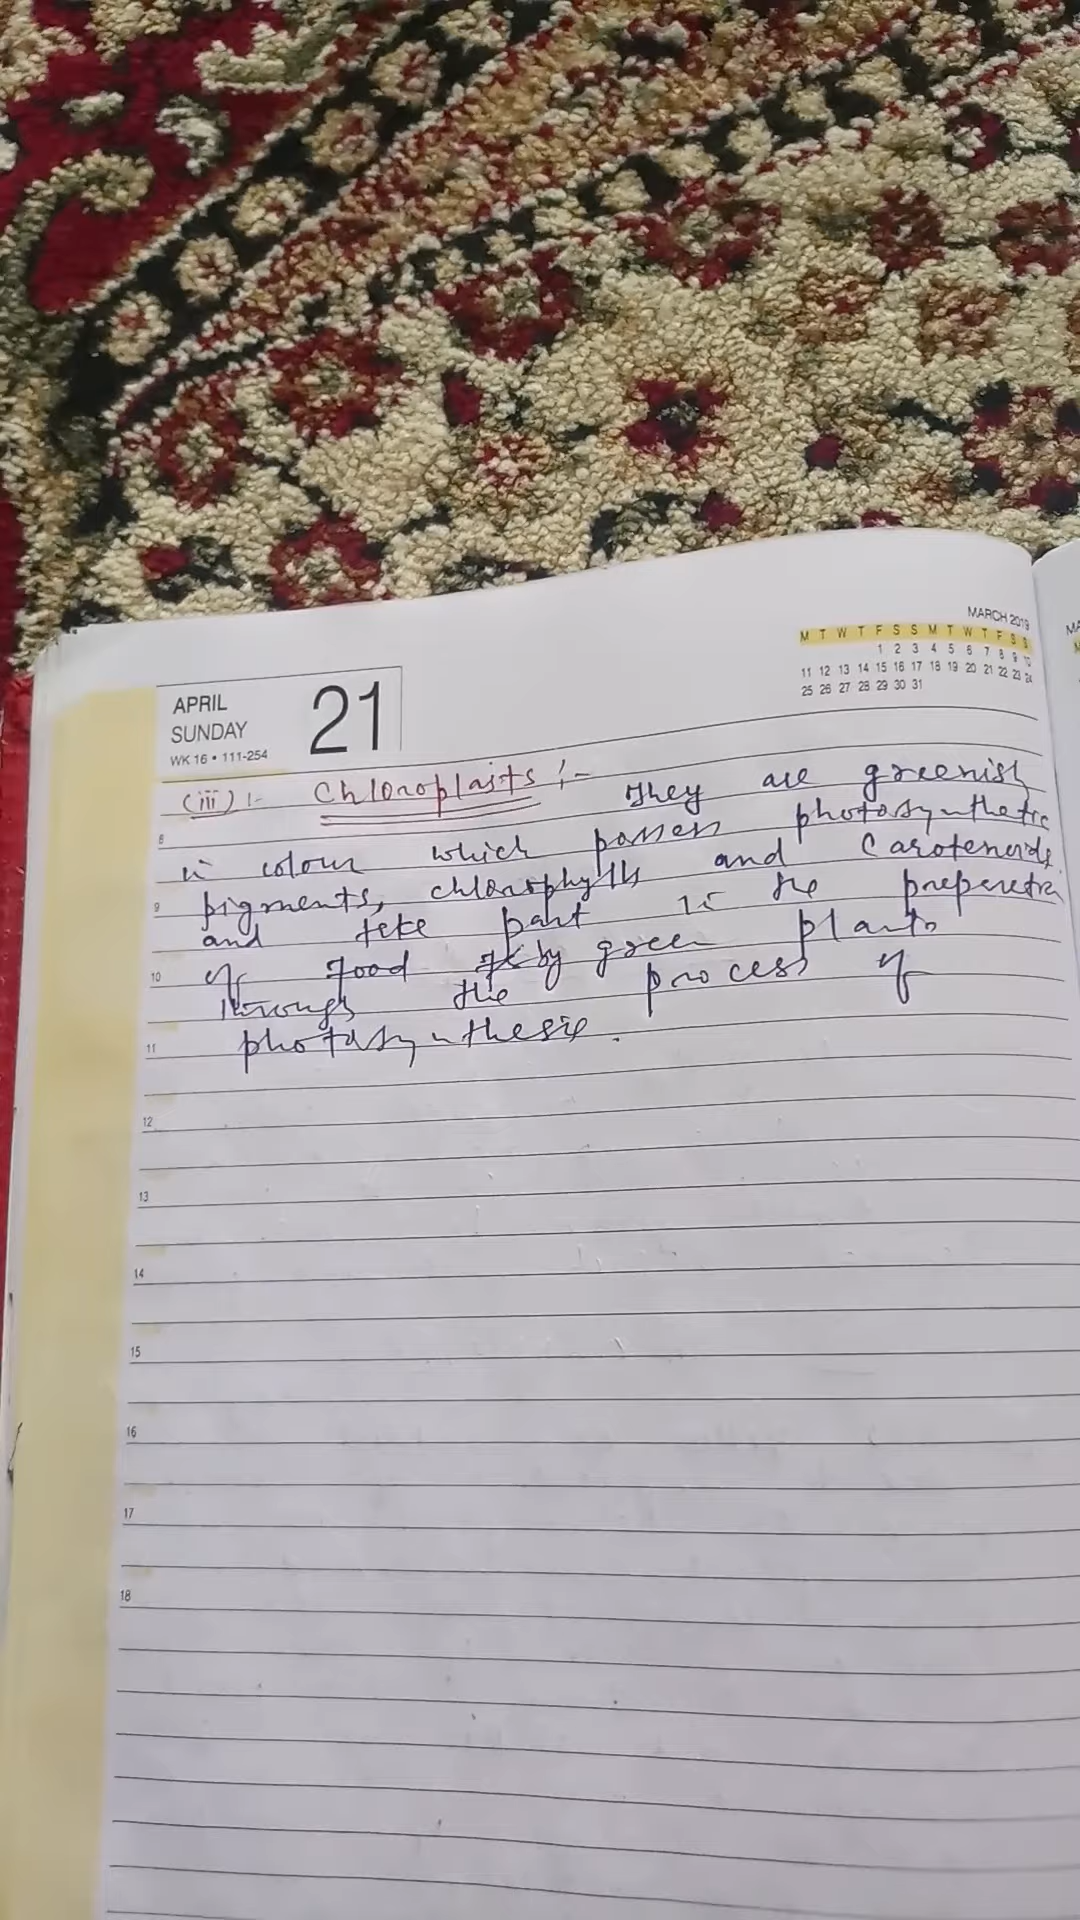 MARCH 2019
M T W T F S S M T W T F S S
1 2 3 4 5 6 7 8 9 10
11 12 13 14 15 16 17 18 19 20 21 22 23 24
25 26 27 28 29 30 31
APRIL
SUNDAY
WK 16 • 111-254
21
(iii) :- Chloroplasts :- They are greenish
8
in colour which possess photosynthetic
pigments, chlorophylls and Carotenoids
9
and take part in the preperetion
of food by green plants
10
through the process of
photosynthesis.
11
12
13
14
15
16
17
18